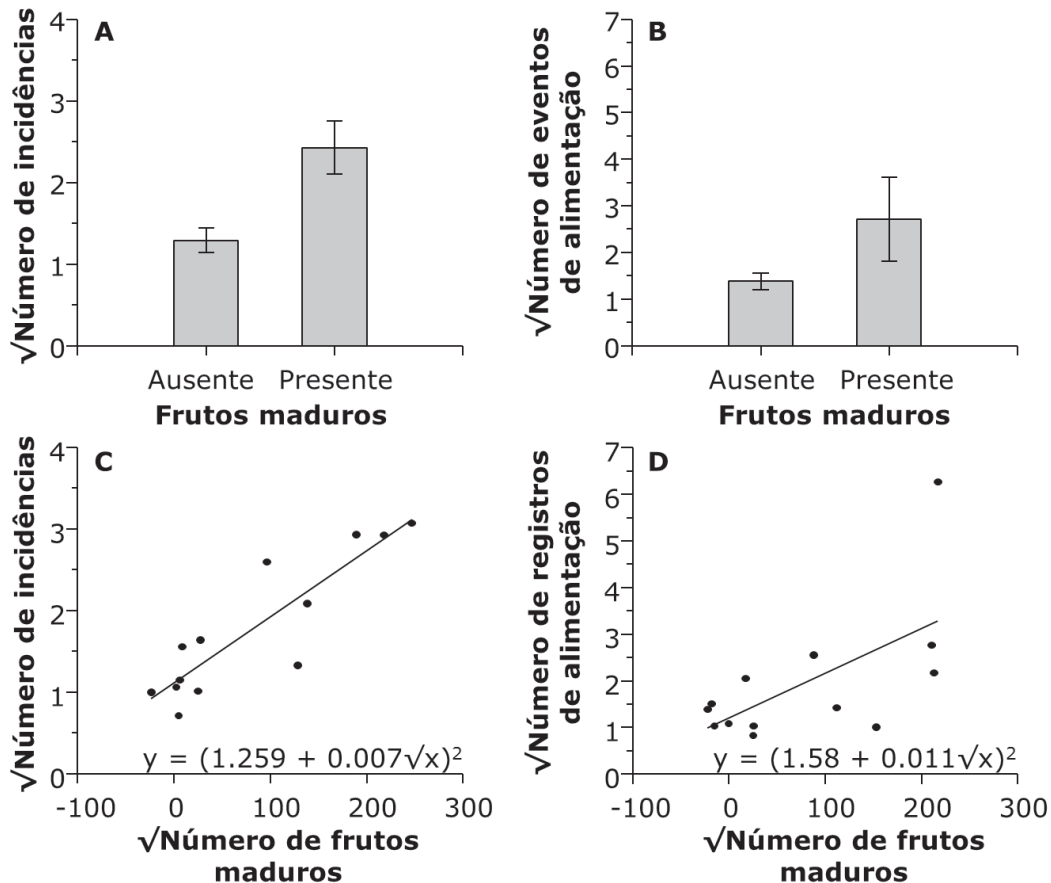 A
√Número de incidências
4
3
2
1
0
Ausente Presente
Frutos maduros
B
√Número de eventos
de alimentação
7
6
5
4
3
2
1
0
Ausente Presente
Frutos maduros
C
√Número de incidências
4
3
2
1
0
y = (1.259 + 0.007√x)²
-100 0 100 200 300
√Número de frutos
maduros
D
√Número de registros
de alimentação
7
6
5
4
3
2
1
0
y = (1.58 + 0.011√x)²
-100 0 100 200 300
√Número de frutos
maduros